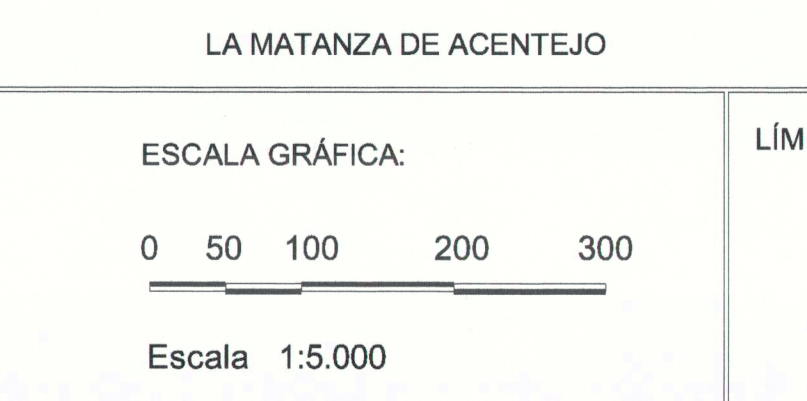 LA MATANZA DE ACENTEJO
ESCALA GRÁFICA:
LÍM
0 50 100 200 300
Escala 1:5.000